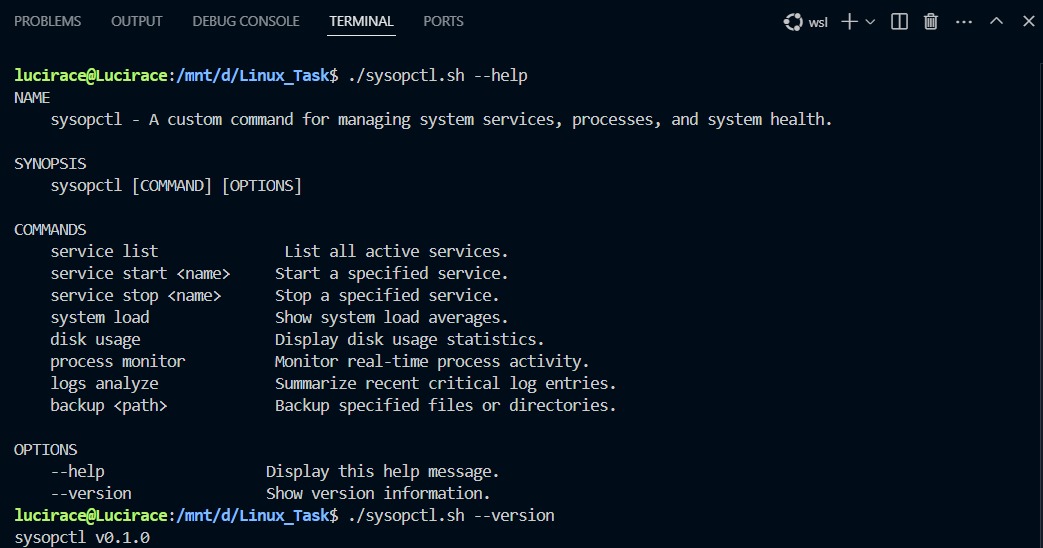 PROBLEMS OUTPUT DEBUG CONSOLE TERMINAL PORTS wsl
lucirace@Lucirace:/mnt/d/Linux_Task$ ./sysopctl.sh --help
NAME
    sysopctl - A custom command for managing system services, processes, and system health.
SYNOPSIS
    sysopctl [COMMAND] [OPTIONS]
COMMANDS
    service list              List all active services.
    service start <name>     Start a specified service.
    service stop <name>      Stop a specified service.
    system load              Show system load averages.
    disk usage               Display disk usage statistics.
    process monitor          Monitor real-time process activity.
    logs analyze             Summarize recent critical log entries.
    backup <path>            Backup specified files or directories.
OPTIONS
    --help                  Display this help message.
    --version               Show version information.
lucirace@Lucirace:/mnt/d/Linux_Task$ ./sysopctl.sh --version
sysopctl v0.1.0